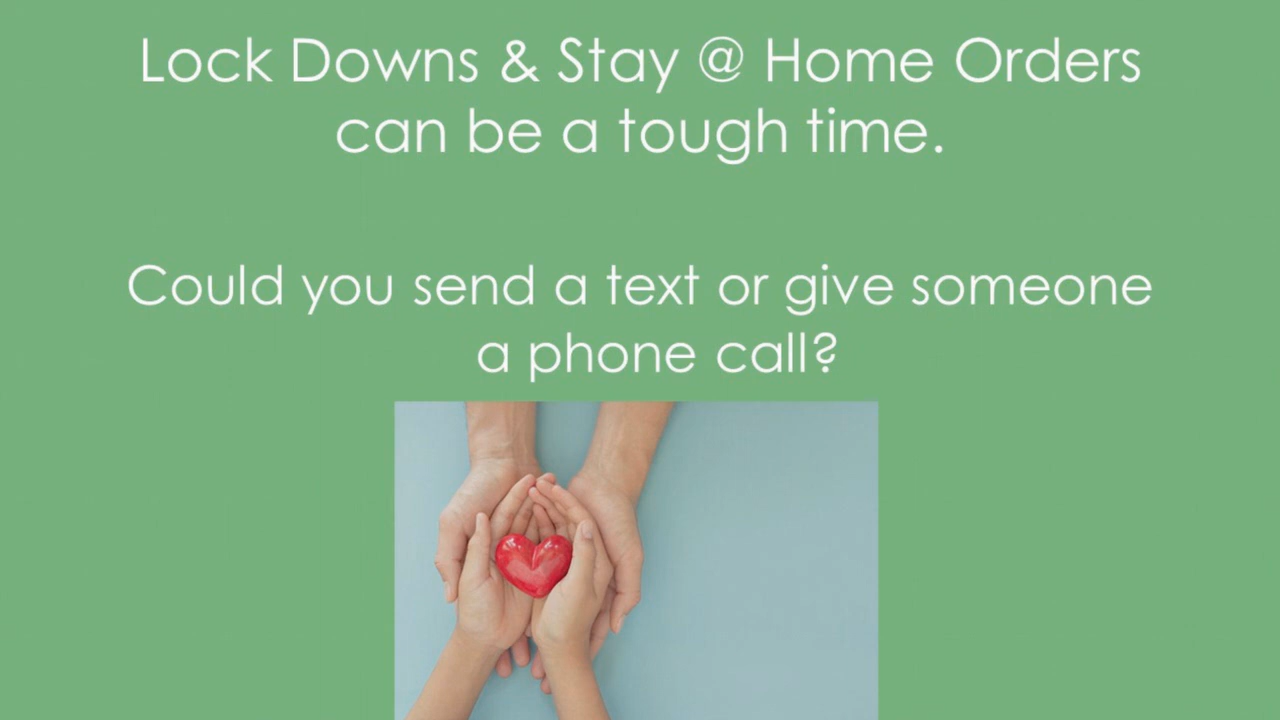 Lock Downs & Stay @ Home Orders
can be a tough time.
Could you send a text or give someone
a phone call?